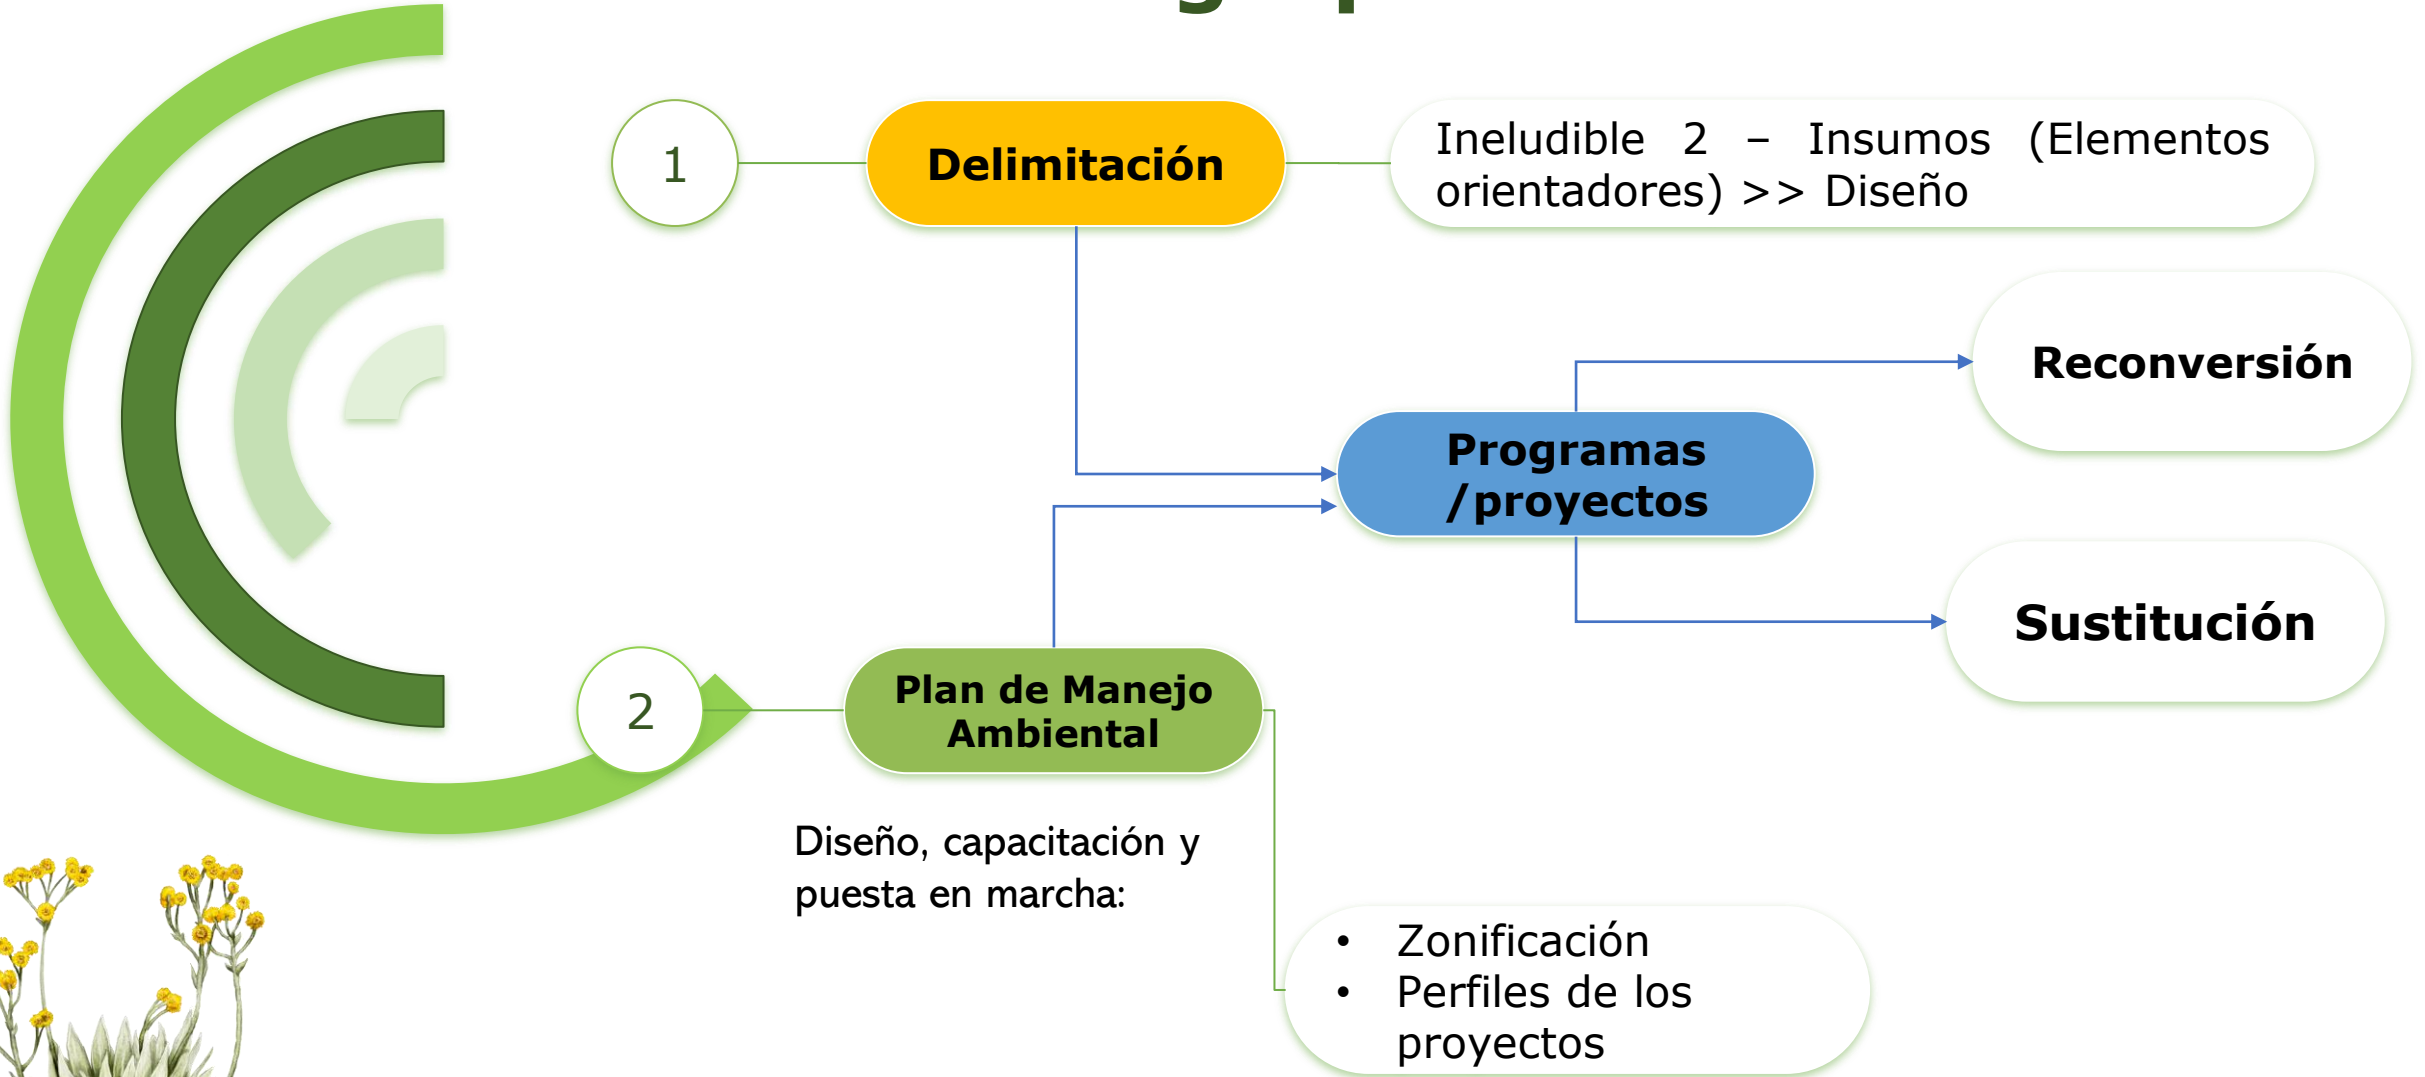 1
Delimitación
Ineludible 2 – Insumos (Elementos
orientadores) >> Diseño
Reconversión
Programas
/proyectos
Sustitución
2
Plan de Manejo
Ambiental
Diseño, capacitación y
puesta en marcha:
• Zonificación
• Perfiles de los
proyectos